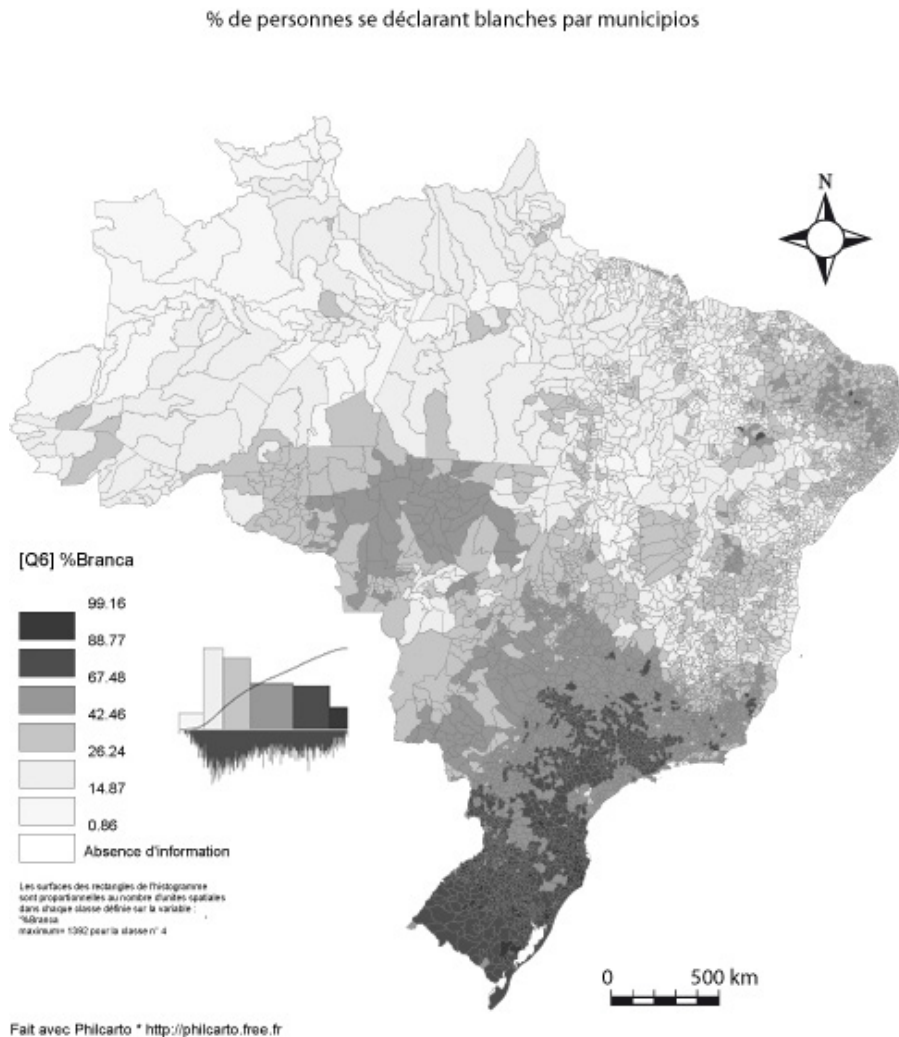 % de personnes se déclarant blanches par municipios
N
[Q6] %Branca
99.16
88.77
67.48
42.46
26.24
14.87
0.86
Absence d'information
Les surfaces des rectangles de l'histogramme
sont proportionnelles au nombre d'unites spatiales
dans chaque classe définie sur la variable :
"%Branca
maximum= 1392 pour la classe n° 4
0 500 km
Fait avec Philcarto * http://philcarto.free.fr